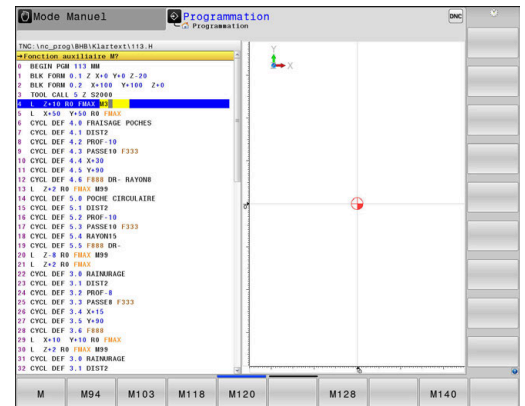 Mode Manuel
Programmation
Programmation
DNC
TNC:\nc_prog\BHB\Klartext\113.H
→Fonction auxiliaire M?
0 BEGIN PGM 113 MM
1 BLK FORM 0.1 Z X+0 Y+0 Z-20
2 BLK FORM 0.2 X+100 Y+100 Z+0
3 TOOL CALL 5 Z S2000
4 L Z+10 R0 FMAX M3
5 L X+50 Y+50 R0 FMAX
6 CYCL DEF 4.0 FRAISAGE POCHES
7 CYCL DEF 4.1 DIST2
8 CYCL DEF 4.2 PROF-10
9 CYCL DEF 4.3 PASSE10 F333
10 CYCL DEF 4.4 X+30
11 CYCL DEF 4.5 Y+90
12 CYCL DEF 4.6 F888 DR- RAYON8
13 L Z+2 R0 FMAX M99
14 CYCL DEF 5.0 POCHE CIRCULAIRE
15 CYCL DEF 5.1 DIST2
16 CYCL DEF 5.2 PROF-10
17 CYCL DEF 5.3 PASSE10 F333
18 CYCL DEF 5.4 RAYON15
19 CYCL DEF 5.5 F888 DR-
20 L Z-8 R0 FMAX M99
21 L Z+2 R0 FMAX
22 CYCL DEF 3.0 RAINURAGE
23 CYCL DEF 3.1 DIST2
24 CYCL DEF 3.2 PROF-8
25 CYCL DEF 3.3 PASSE8 F333
26 CYCL DEF 3.4 X+15
27 CYCL DEF 3.5 Y+90
28 CYCL DEF 3.6 F888
29 L X+10 Y+10 R0 FMAX
30 L Z+2 R0 FMAX M99
31 CYCL DEF 3.0 RAINURAGE
32 CYCL DEF 3.1 DIST2
Y
X
0
0
M M94 M103 M118 M120 M128 M140